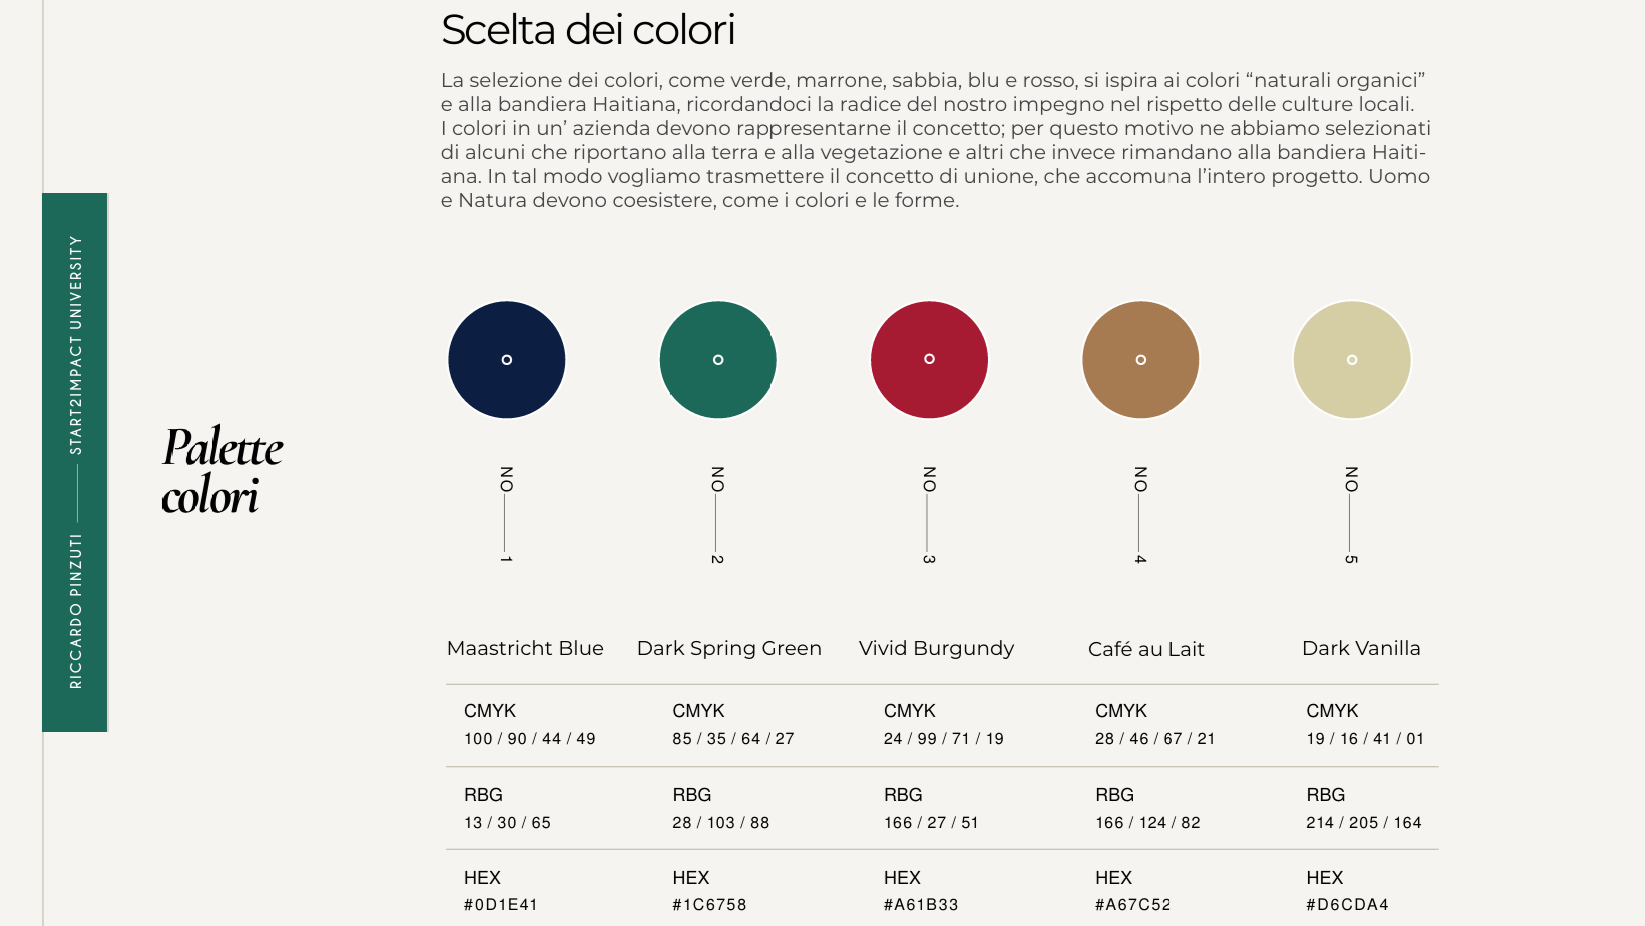 Scelta dei colori
La selezione dei colori, come verde, marrone, sabbia, blu e rosso, si ispira ai colori “naturali organici”
e alla bandiera Haitiana, ricordandoci la radice del nostro impegno nel rispetto delle culture locali.
I colori in un’ azienda devono rappresentarne il concetto; per questo motivo ne abbiamo selezionati
di alcuni che riportano alla terra e alla vegetazione e altri che invece rimandano alla bandiera Haiti-
ana. In tal modo vogliamo trasmettere il concetto di unione, che accomuna l’intero progetto. Uomo
e Natura devono coesistere, come i colori e le forme.
RICCARDO PINZUTI
START2IMPACT UNIVERSITY
Palette
colori
NO 1
NO 2
NO 3
NO 4
NO 5
Maastricht Blue
Dark Spring Green
Vivid Burgundy
Café au Lait
Dark Vanilla
CMYK
CMYK
CMYK
CMYK
CMYK
100 / 90 / 44 / 49
85 / 35 / 64 / 27
24 / 99 / 71 / 19
28 / 46 / 67 / 21
19 / 16 / 41 / 01
RBG
RBG
RBG
RBG
RBG
13 / 30 / 65
28 / 103 / 88
166 / 27 / 51
166 / 124 / 82
214 / 205 / 164
HEX
HEX
HEX
HEX
HEX
#0D1E41
#1C6758
#A61B33
#A67C52
#D6CDA4